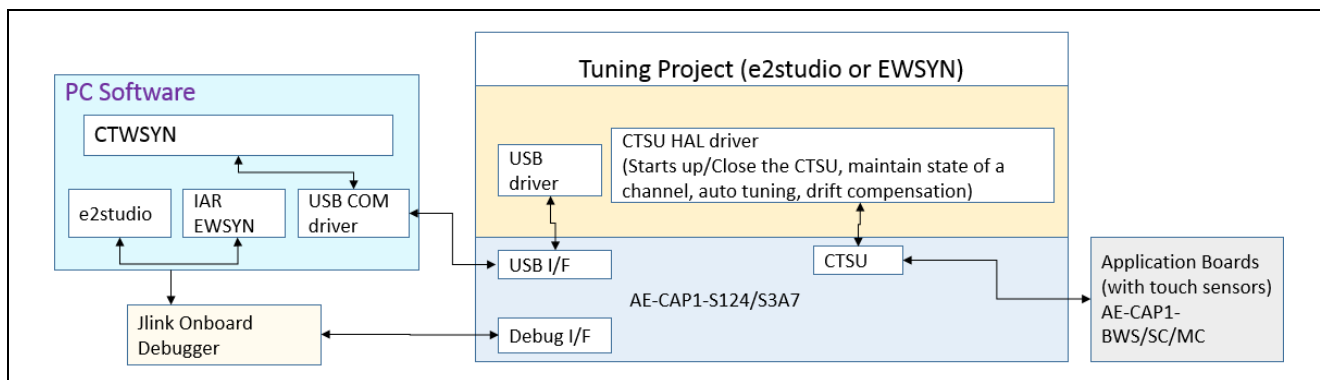 PC Software
CTWSYN
e2studio
IAR
EWSYN
USB COM
driver
Jlink Onboard
Debugger
Tuning Project (e2studio or EWSYN)
USB
driver
CTSU HAL driver
(Starts up/Close the CTSU, maintain state of a
channel, auto tuning, drift compensation)
USB I/F
CTSU
AE-CAP1-S124/S3A7
Debug I/F
Application Boards
(with touch sensors)
AE-CAP1-
BWS/SC/MC